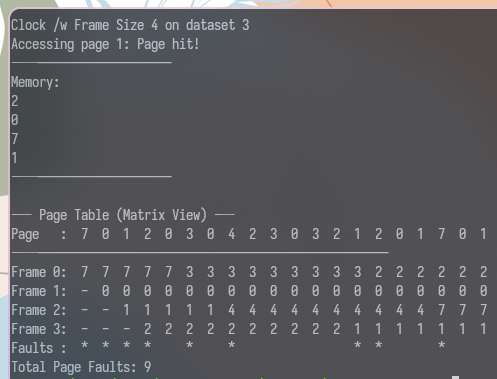 Clock /w Frame Size 4 on dataset 3
Accessing page 1: Page hit!
Memory:
2
0
7
1
── Page Table (Matrix View) ──
Page : 7 0 1 2 0 3 0 4 2 3 0 3 2 1 2 0 1 7 0 1
Frame 0: 7 7 7 7 7 3 3 3 3 3 3 3 3 3 2 2 2 2 2 2
Frame 1: - 0 0 0 0 0 0 0 0 0 0 0 0 0 0 0 0 0 0 0
Frame 2: - - 1 1 1 1 1 4 4 4 4 4 4 4 4 4 4 7 7 7
Frame 3: - - - 2 2 2 2 2 2 2 2 2 2 1 1 1 1 1 1 1
Faults : * * * * * * * * *
Total Page Faults: 9